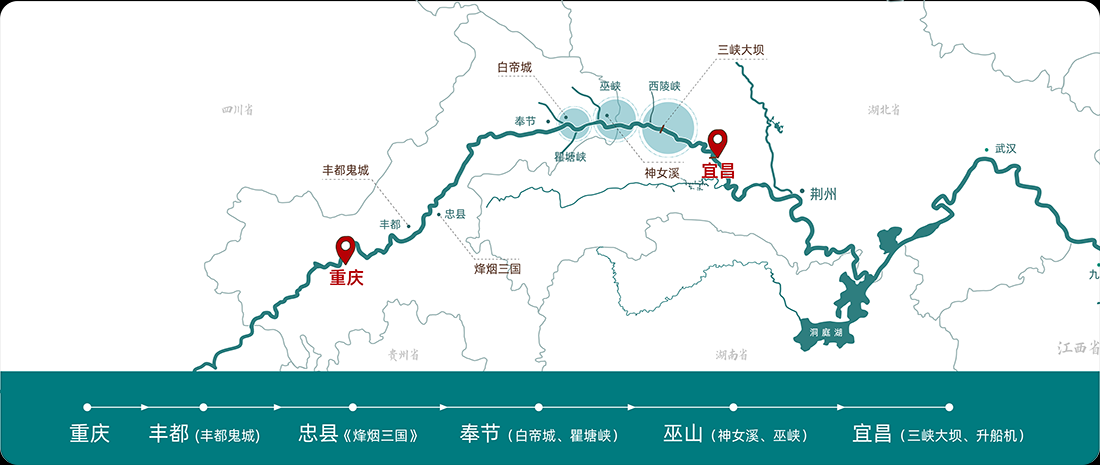 三峡大坝
白帝城
巫峡
西陵峡
四川省
湖北省
奉节
武汉
瞿塘峡
丰都鬼城
神女溪
宜昌
荆州
忠县
丰都
烽烟三国
重庆
九
洞庭湖
贵州省
湖南省
江西省
重庆
丰都 (丰都鬼城)
忠县《烽烟三国》
奉节 (白帝城、瞿塘峡)
巫山 (神女溪、巫峡)
宜昌 (三峡大坝、升船机)